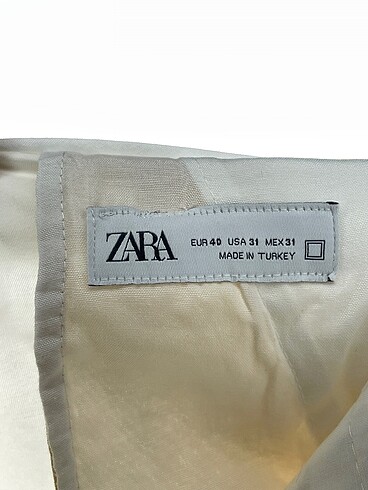 ZARA
EUR 40 USA 31 MEX 31
MADE IN TURKEY